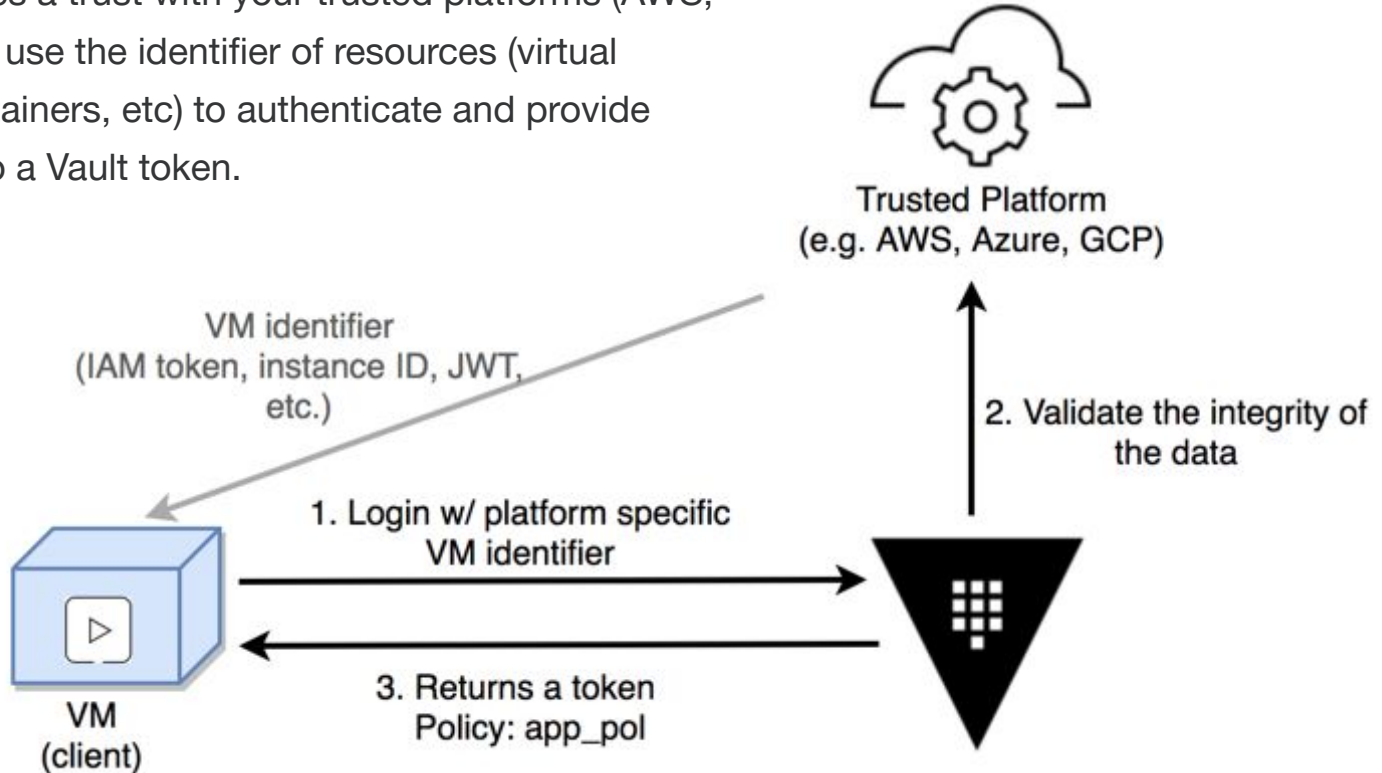 s a trust with your trusted platforms (AWS,
use the identifier of resources (virtual
ainers, etc) to authenticate and provide
o a Vault token.
Trusted Platform
(e.g. AWS, Azure, GCP)
VM identifier
(IAM token, instance ID, JWT,
etc.)
2. Validate the integrity of
the data
1. Login w/ platform specific
VM identifier
3. Returns a token
Policy: app_pol
VM
(client)